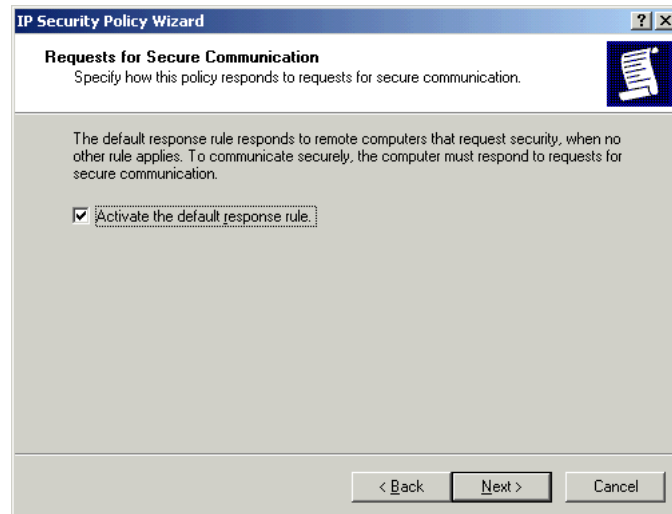 IP Security Policy Wizard
Requests for Secure Communication
Specify how this policy responds to requests for secure communication.
The default response rule responds to remote computers that request security, when no
other rule applies. To communicate securely, the computer must respond to requests for
secure communication.
Activate the default response rule.
< Back Next > Cancel